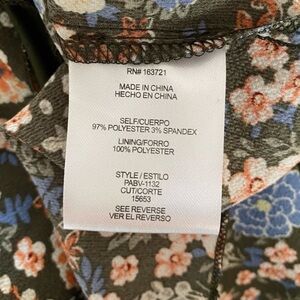 RN# 163721
MADE IN CHINA
HECHO EN CHINA
SELF/CUERPO
97% POLYESTER 3% SPANDEX
LINING/FORRO
100% POLYESTER
STYLE / ESTILO
PABV-1132
CUT/CORTE
15653
SEE REVERSE
VER EL REVERSO